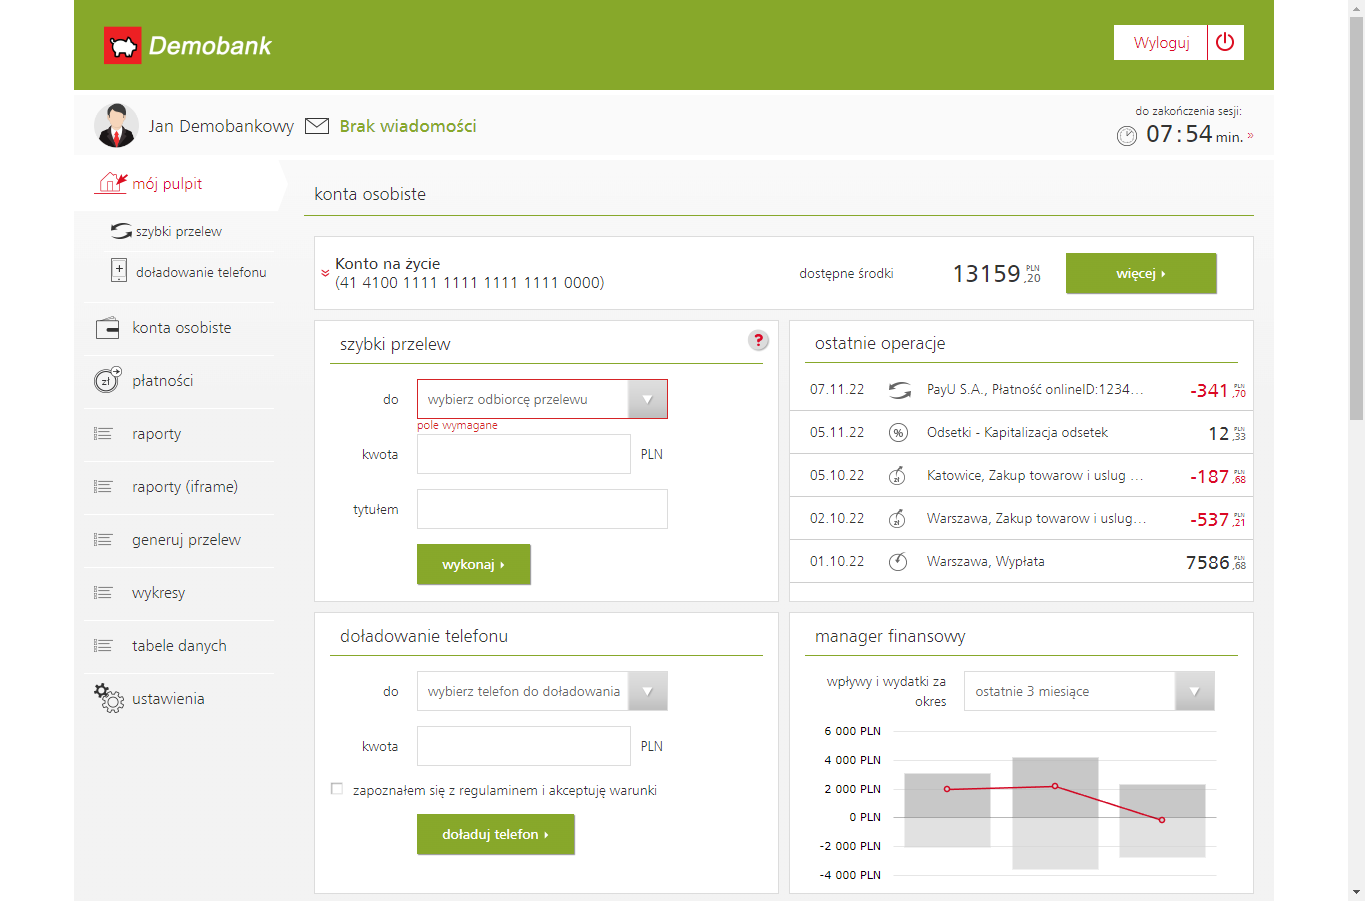 Demobank
Wyloguj
Jan Demobankowy
Brak wiadomości
do zakończenia sesji:
07:54 min. »
mój pulpit
szybki przelew
doładowanie telefonu
konta osobiste
płatności
raporty
raporty (iframe)
generuj przelew
wykresy
tabele danych
ustawienia
konta osobiste
Konto na życie
(41 4100 1111 1111 1111 1111 0000)
dostępne środki
13159,20 PLN
więcej
szybki przelew
?
do
wybierz odbiorcę przelewu
pole wymagane
kwota
PLN
tytułem
wykonaj
ostatnie operacje
07.11.22 PayU S.A., Płatność onlineID:1234... -341,70 PLN
05.11.22 % Odsetki - Kapitalizacja odsetek 12,33 PLN
05.10.22 zł Katowice, Zakup towarow i uslug ... -187,68 PLN
02.10.22 zł Warszawa, Zakup towarow i uslug... -537,21 PLN
01.10.22 Warszawa, Wypłata 7586,68 PLN
doładowanie telefonu
do
wybierz telefon do doładowania
kwota
PLN
zapoznałem się z regulaminem i akceptuję warunki
doładuj telefon
manager finansowy
wpływy i wydatki za
okres
ostatnie 3 miesiące
6 000 PLN
4 000 PLN
2 000 PLN
0 PLN
-2 000 PLN
-4 000 PLN